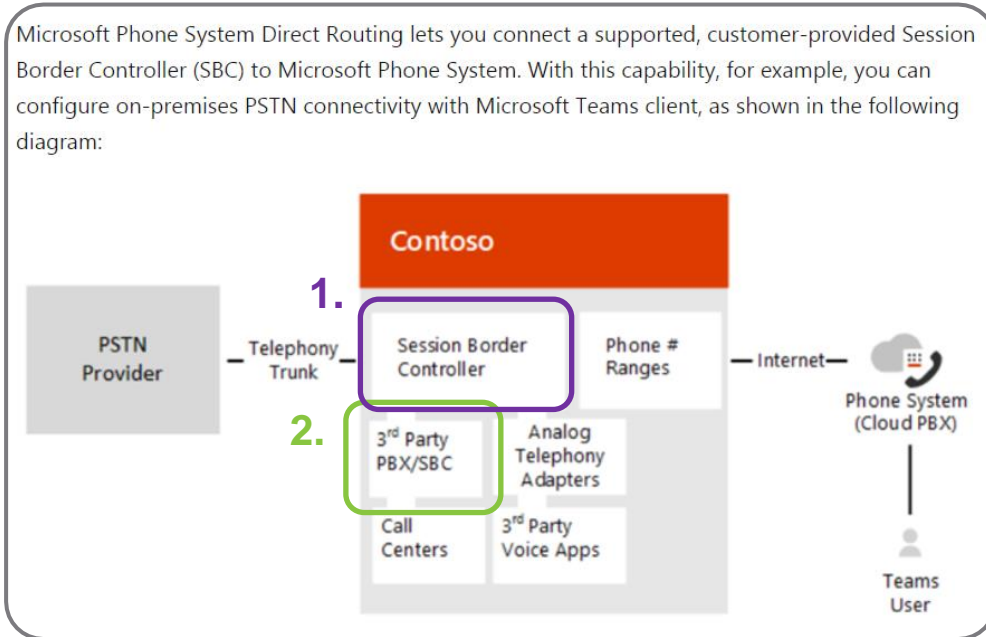 Microsoft Phone System Direct Routing lets you connect a supported, customer-provided Session
Border Controller (SBC) to Microsoft Phone System. With this capability, for example, you can
configure on-premises PSTN connectivity with Microsoft Teams client, as shown in the following
diagram:
Contoso
1.
PSTN
Provider
Telephony
Trunk
Session Border
Controller
Phone #
Ranges
Internet
Phone System
(Cloud PBX)
2.
3rd Party
PBX/SBC
Analog
Telephony
Adapters
Call
Centers
3rd Party
Voice Apps
Teams
User